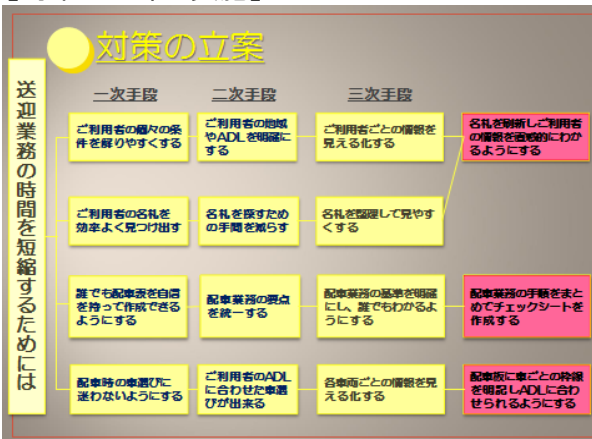 対策の立案
送迎業務の時間を短縮するためには
一次手段
二次手段
三次手段
ご利用者の個々の条
件を解りやすくする
ご利用者の地域
やADLを明確に
する
ご利用者ごとの情報を
見える化する
名札を刷新しご利用者
の情報を直感的にわか
るようにする
ご利用者の名札を
効率よく見つけ出す
名札を探すため
の手間を減らす
名札を整理して見やす
くする
誰でも配車表を自信
を持って作成できる
ようにする
配車業務の要点
を統一する
配車業務の基準を明確
にし、誰でもわかるよ
うにする
配車業務の手順をまと
めてチェックシートを
作成する
配車時の車選びに
迷わないようにする
ご利用者のADL
に合わせた車選
びが出来る
各車両ごとの情報を見
える化する
配車板に車ごとの枠線
を明記しADLに合わ
せられるようにする